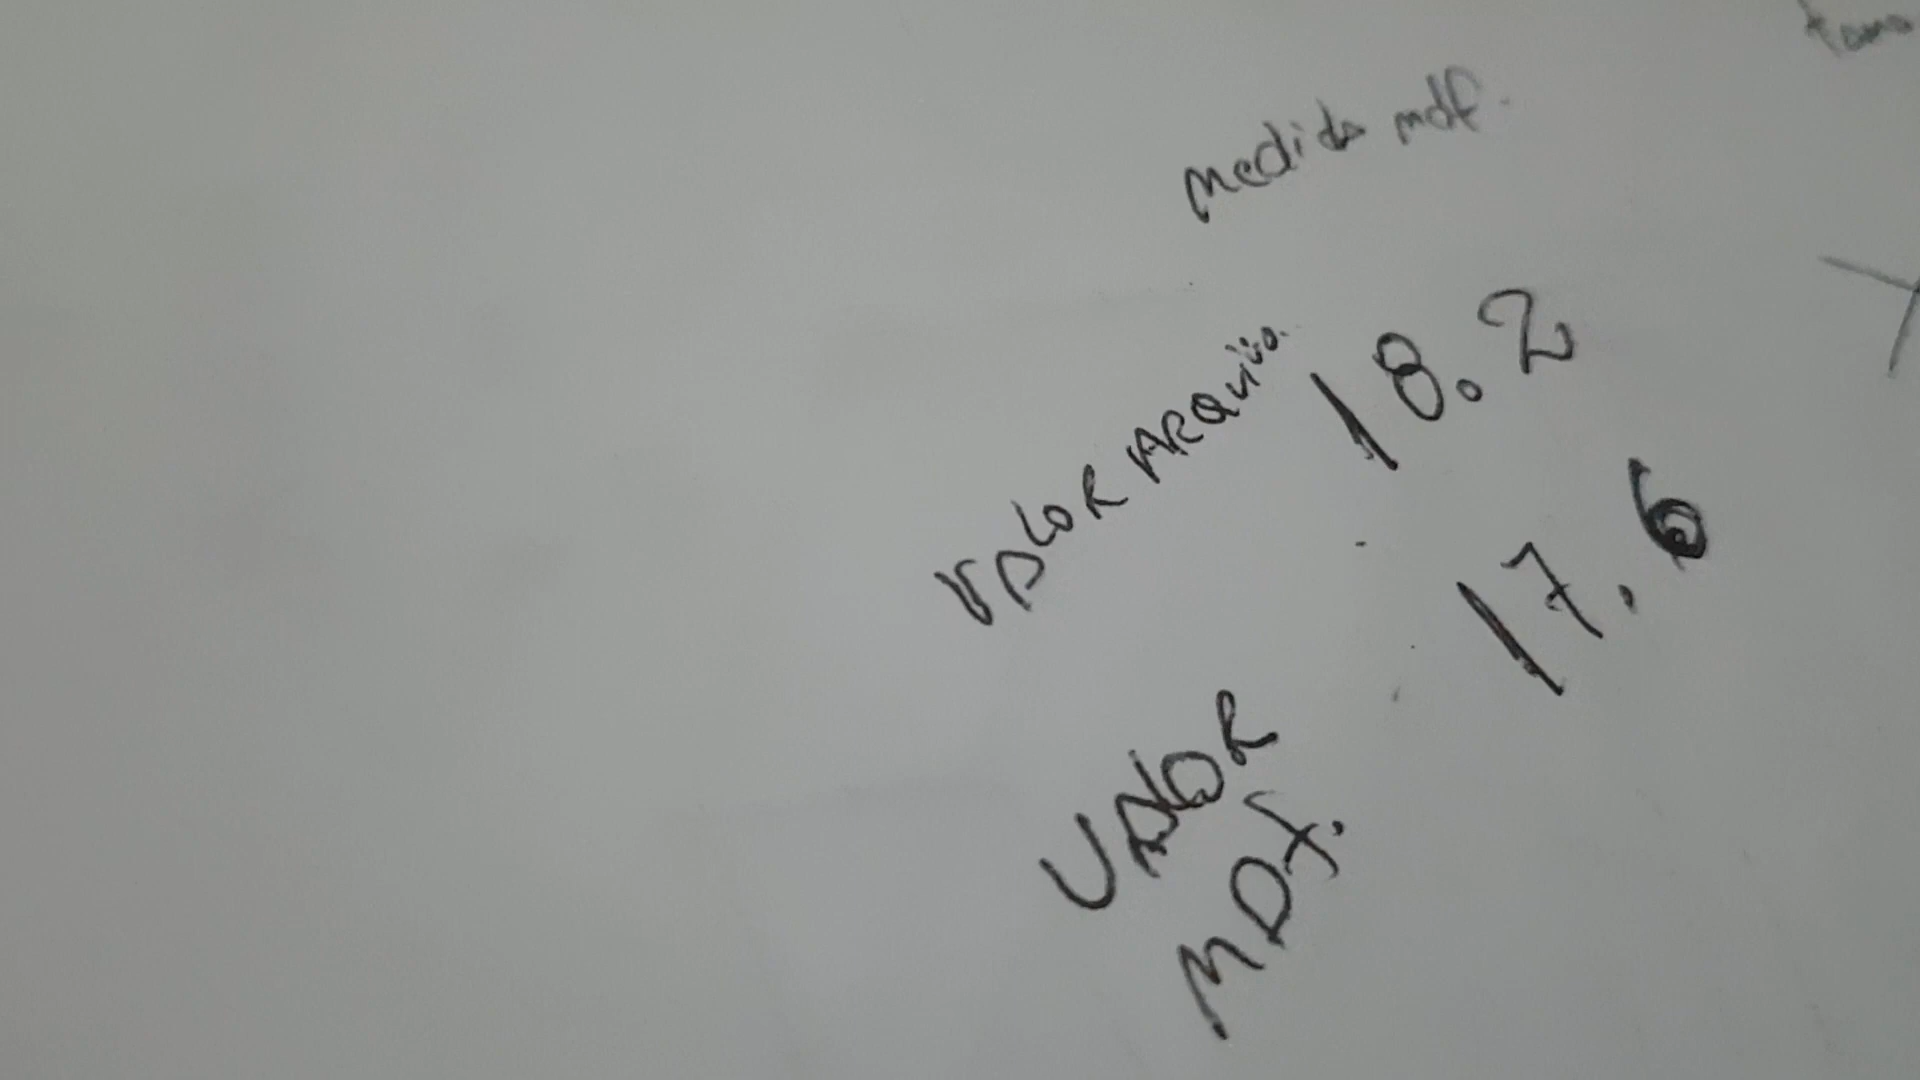 medida mdf.
VALOR ARQUIVO. 18.2
VALOR 17.6
MDF.